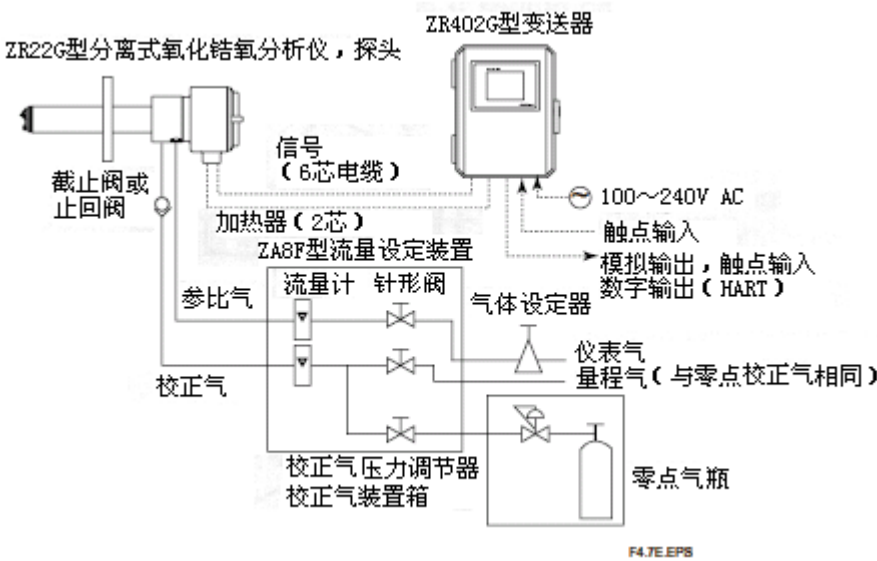 ZR402G型变送器
ZR22G型分离式氧化锆氧分析仪，探头
信号
（6芯电缆）
截止阀或
止回阀
加热器（2芯）
100～240V AC
触点输入
模拟输出，触点输入
数字输出（HART）
ZA8F型流量设定装置
流量计 针形阀
参比气
气体设定器
仪表气
量程气（与零点校正气相同）
校正气
校正气压力调节器
校正气装置箱
零点气瓶
F4.7E.EPS